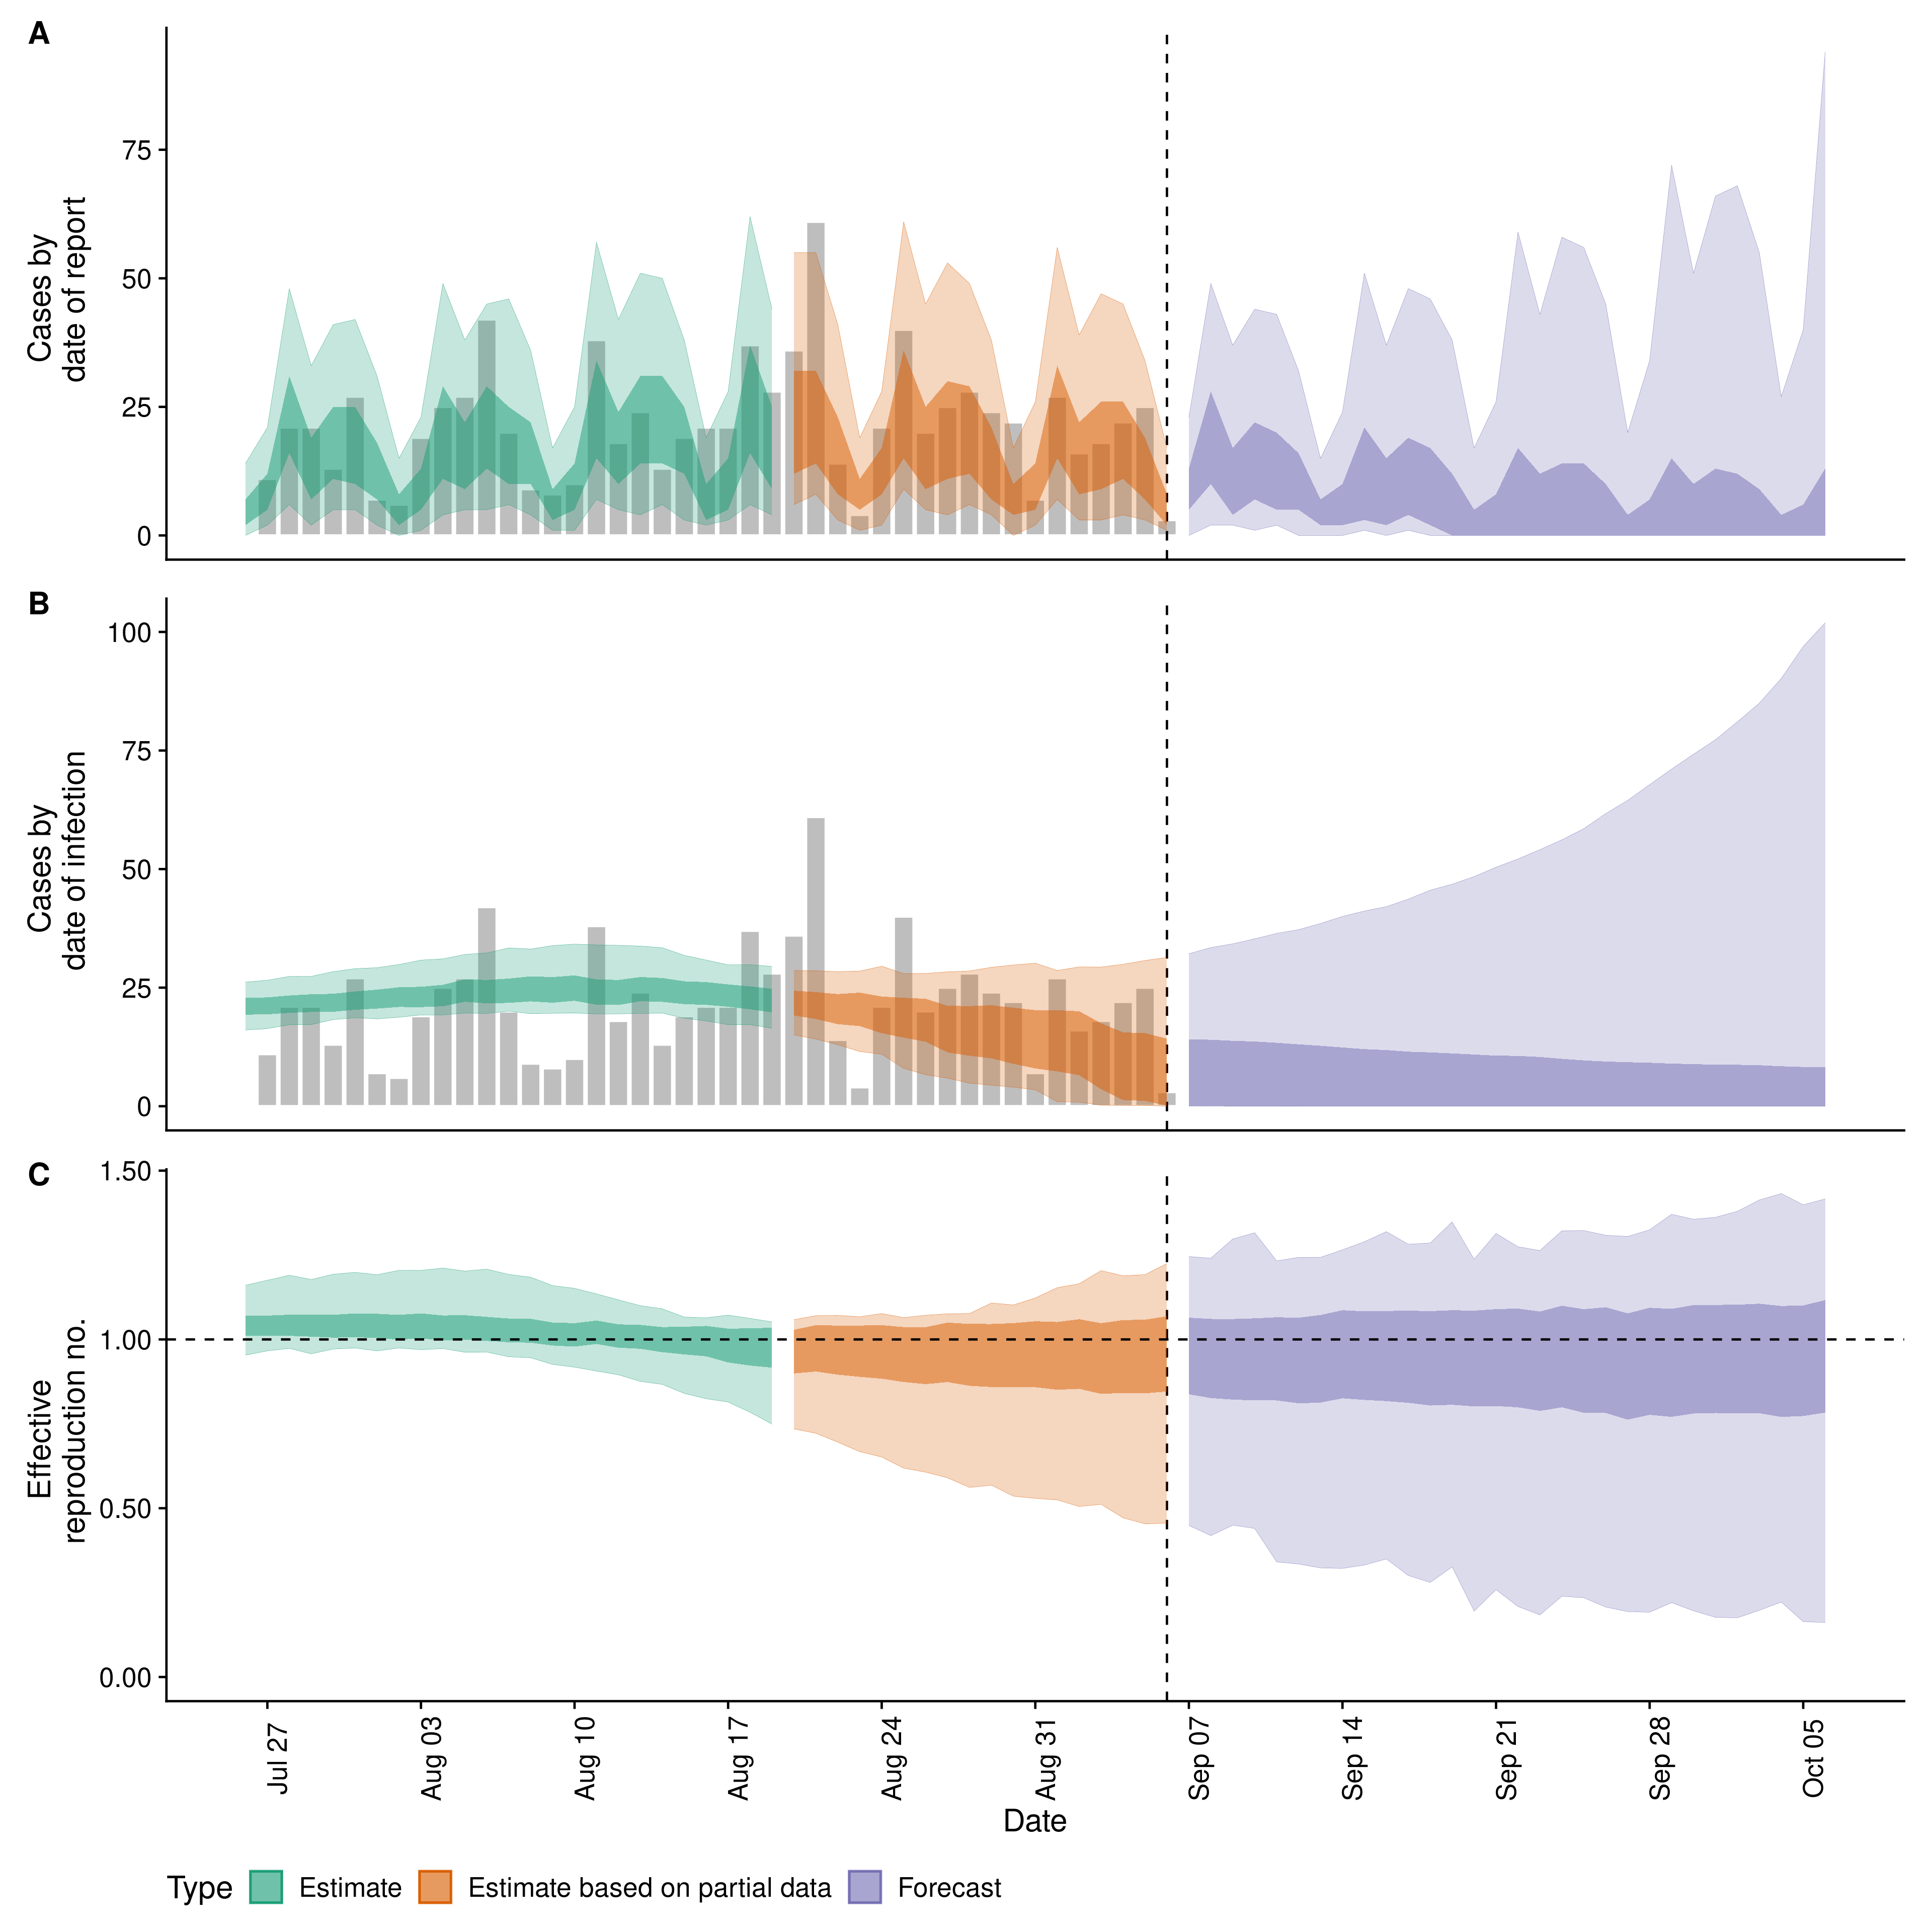 A
75
50
25
0
Cases by
date of report
B
100
75
50
25
0
Cases by
date of infection
C
1.50
1.00
0.50
0.00
Effective
reproduction no.
Jul 27
Aug 03
Aug 10
Aug 17
Aug 24
Aug 31
Sep 07
Sep 14
Sep 21
Sep 28
Oct 05
Date
Type Estimate Estimate based on partial data Forecast